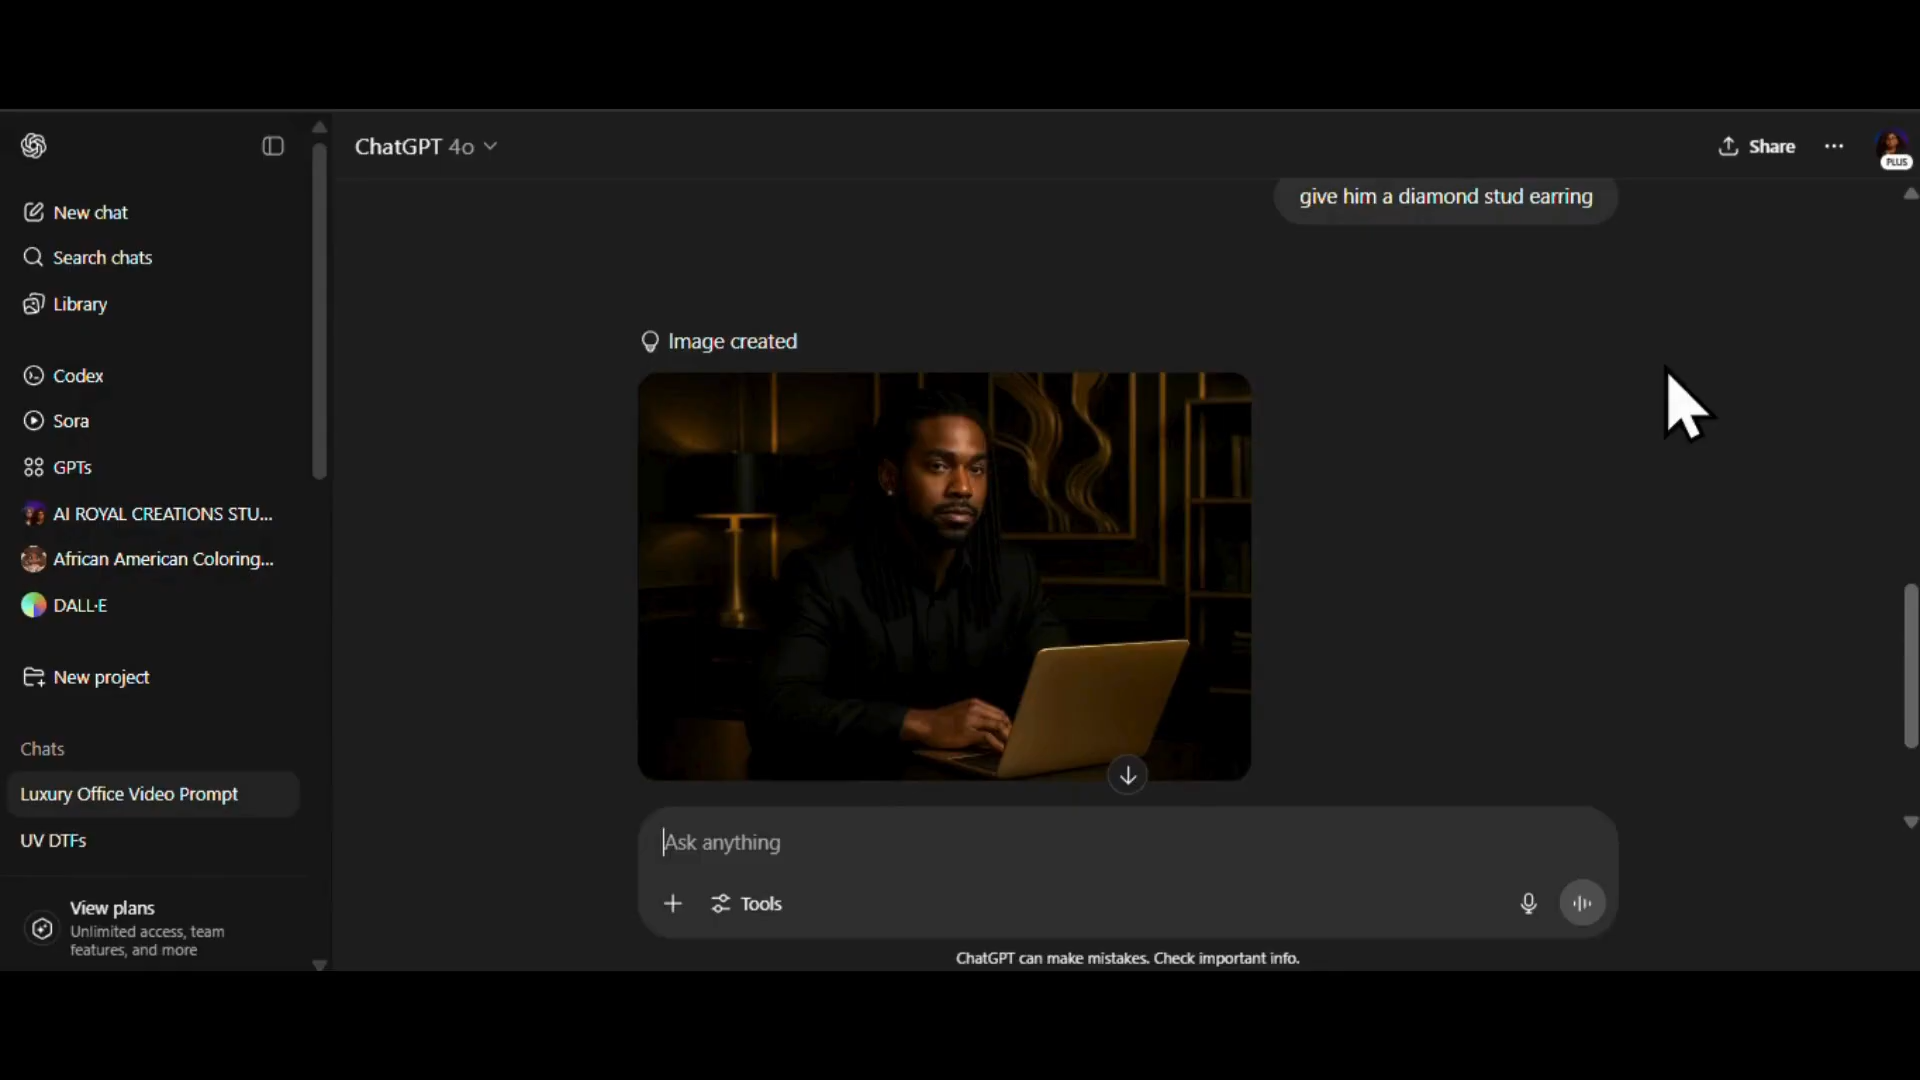 ChatGPT 4o
Share
PLUS
New chat
Search chats
Library
Codex
Sora
GPTs
AI ROYAL CREATIONS STU...
African American Coloring...
DALL·E
New project
Chats
Luxury Office Video Prompt
UV DTFs
View plans
Unlimited access, team
features, and more
give him a diamond stud earring
Image created
Ask anything
Tools
ChatGPT can make mistakes. Check important info.